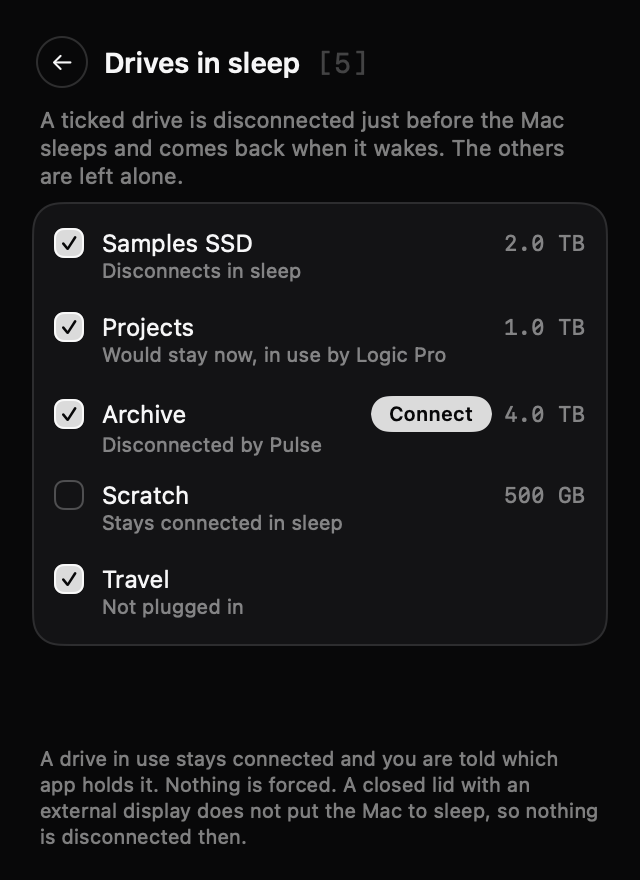 Drives in sleep [5]
A ticked drive is disconnected just before the Mac
sleeps and comes back when it wakes. The others
are left alone.
Samples SSD 2.0 TB
Disconnects in sleep
Projects 1.0 TB
Would stay now, in use by Logic Pro
Archive Connect 4.0 TB
Disconnected by Pulse
Scratch 500 GB
Stays connected in sleep
Travel
Not plugged in
A drive in use stays connected and you are told which
app holds it. Nothing is forced. A closed lid with an
external display does not put the Mac to sleep, so nothing
is disconnected then.